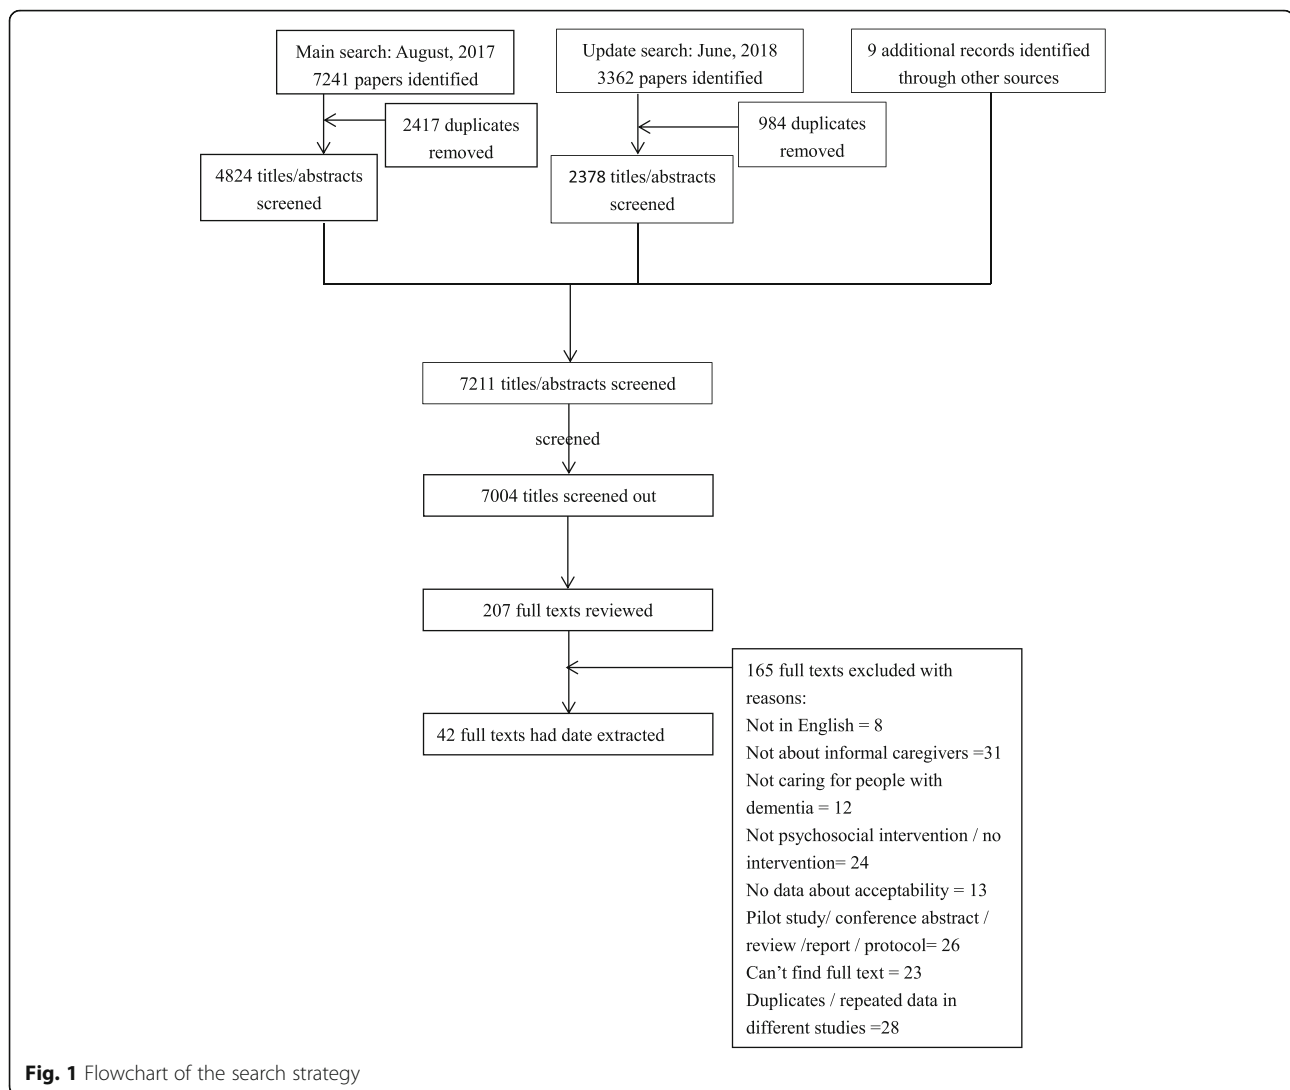 Main search: August, 2017
7241 papers identified
Update search: June, 2018
3362 papers identified
9 additional records identified
through other sources
2417 duplicates
removed
984 duplicates
removed
4824 titles/abstracts
screened
2378 titles/abstracts
screened
7211 titles/abstracts screened
screened
7004 titles screened out
207 full texts reviewed
165 full texts excluded with
reasons:
Not in English = 8
Not about informal caregivers =31
Not caring for people with
dementia = 12
Not psychosocial intervention / no
intervention= 24
No data about acceptability = 13
Pilot study/ conference abstract /
review /report / protocol= 26
Can’t find full text = 23
Duplicates / repeated data in
different studies =28
42 full texts had date extracted
Fig. 1 Flowchart of the search strategy